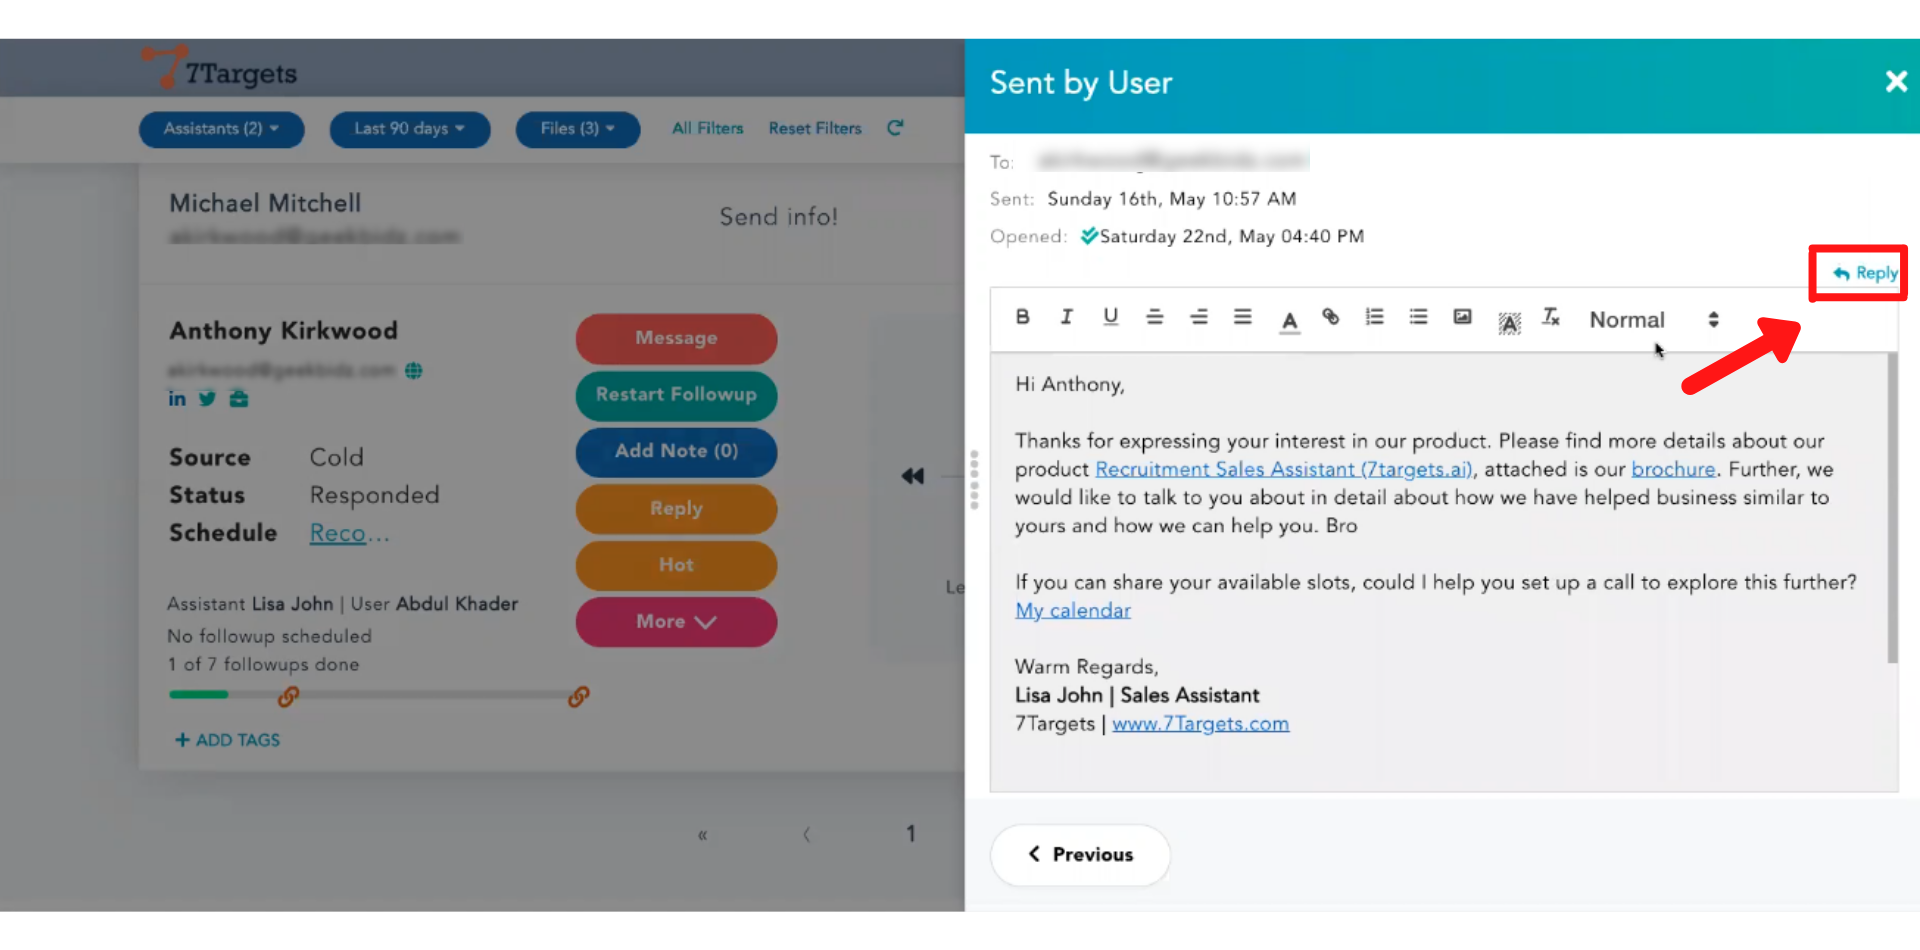 7Targets
Assistants (2)
Last 90 days
Files (3)
All Filters
Reset Filters
Michael Mitchell
Send info!
Anthony Kirkwood
in
Source Cold
Status Responded
Schedule Reco...
Assistant Lisa John | User Abdul Khader
No followup scheduled
1 of 7 followups done
+ ADD TAGS
Message
Restart Followup
Add Note (0)
Reply
Hot
More
Le
« ‹ 1
Sent by User
To:
Sent: Sunday 16th, May 10:57 AM
Opened: Saturday 22nd, May 04:40 PM
Reply
B I U A A Tx Normal
Hi Anthony,
Thanks for expressing your interest in our product. Please find more details about our
product Recruitment Sales Assistant (7targets.ai), attached is our brochure. Further, we
would like to talk to you about in detail about how we have helped business similar to
yours and how we can help you. Bro
If you can share your available slots, could I help you set up a call to explore this further?
My calendar
Warm Regards,
Lisa John | Sales Assistant
7Targets | www.7Targets.com
Previous